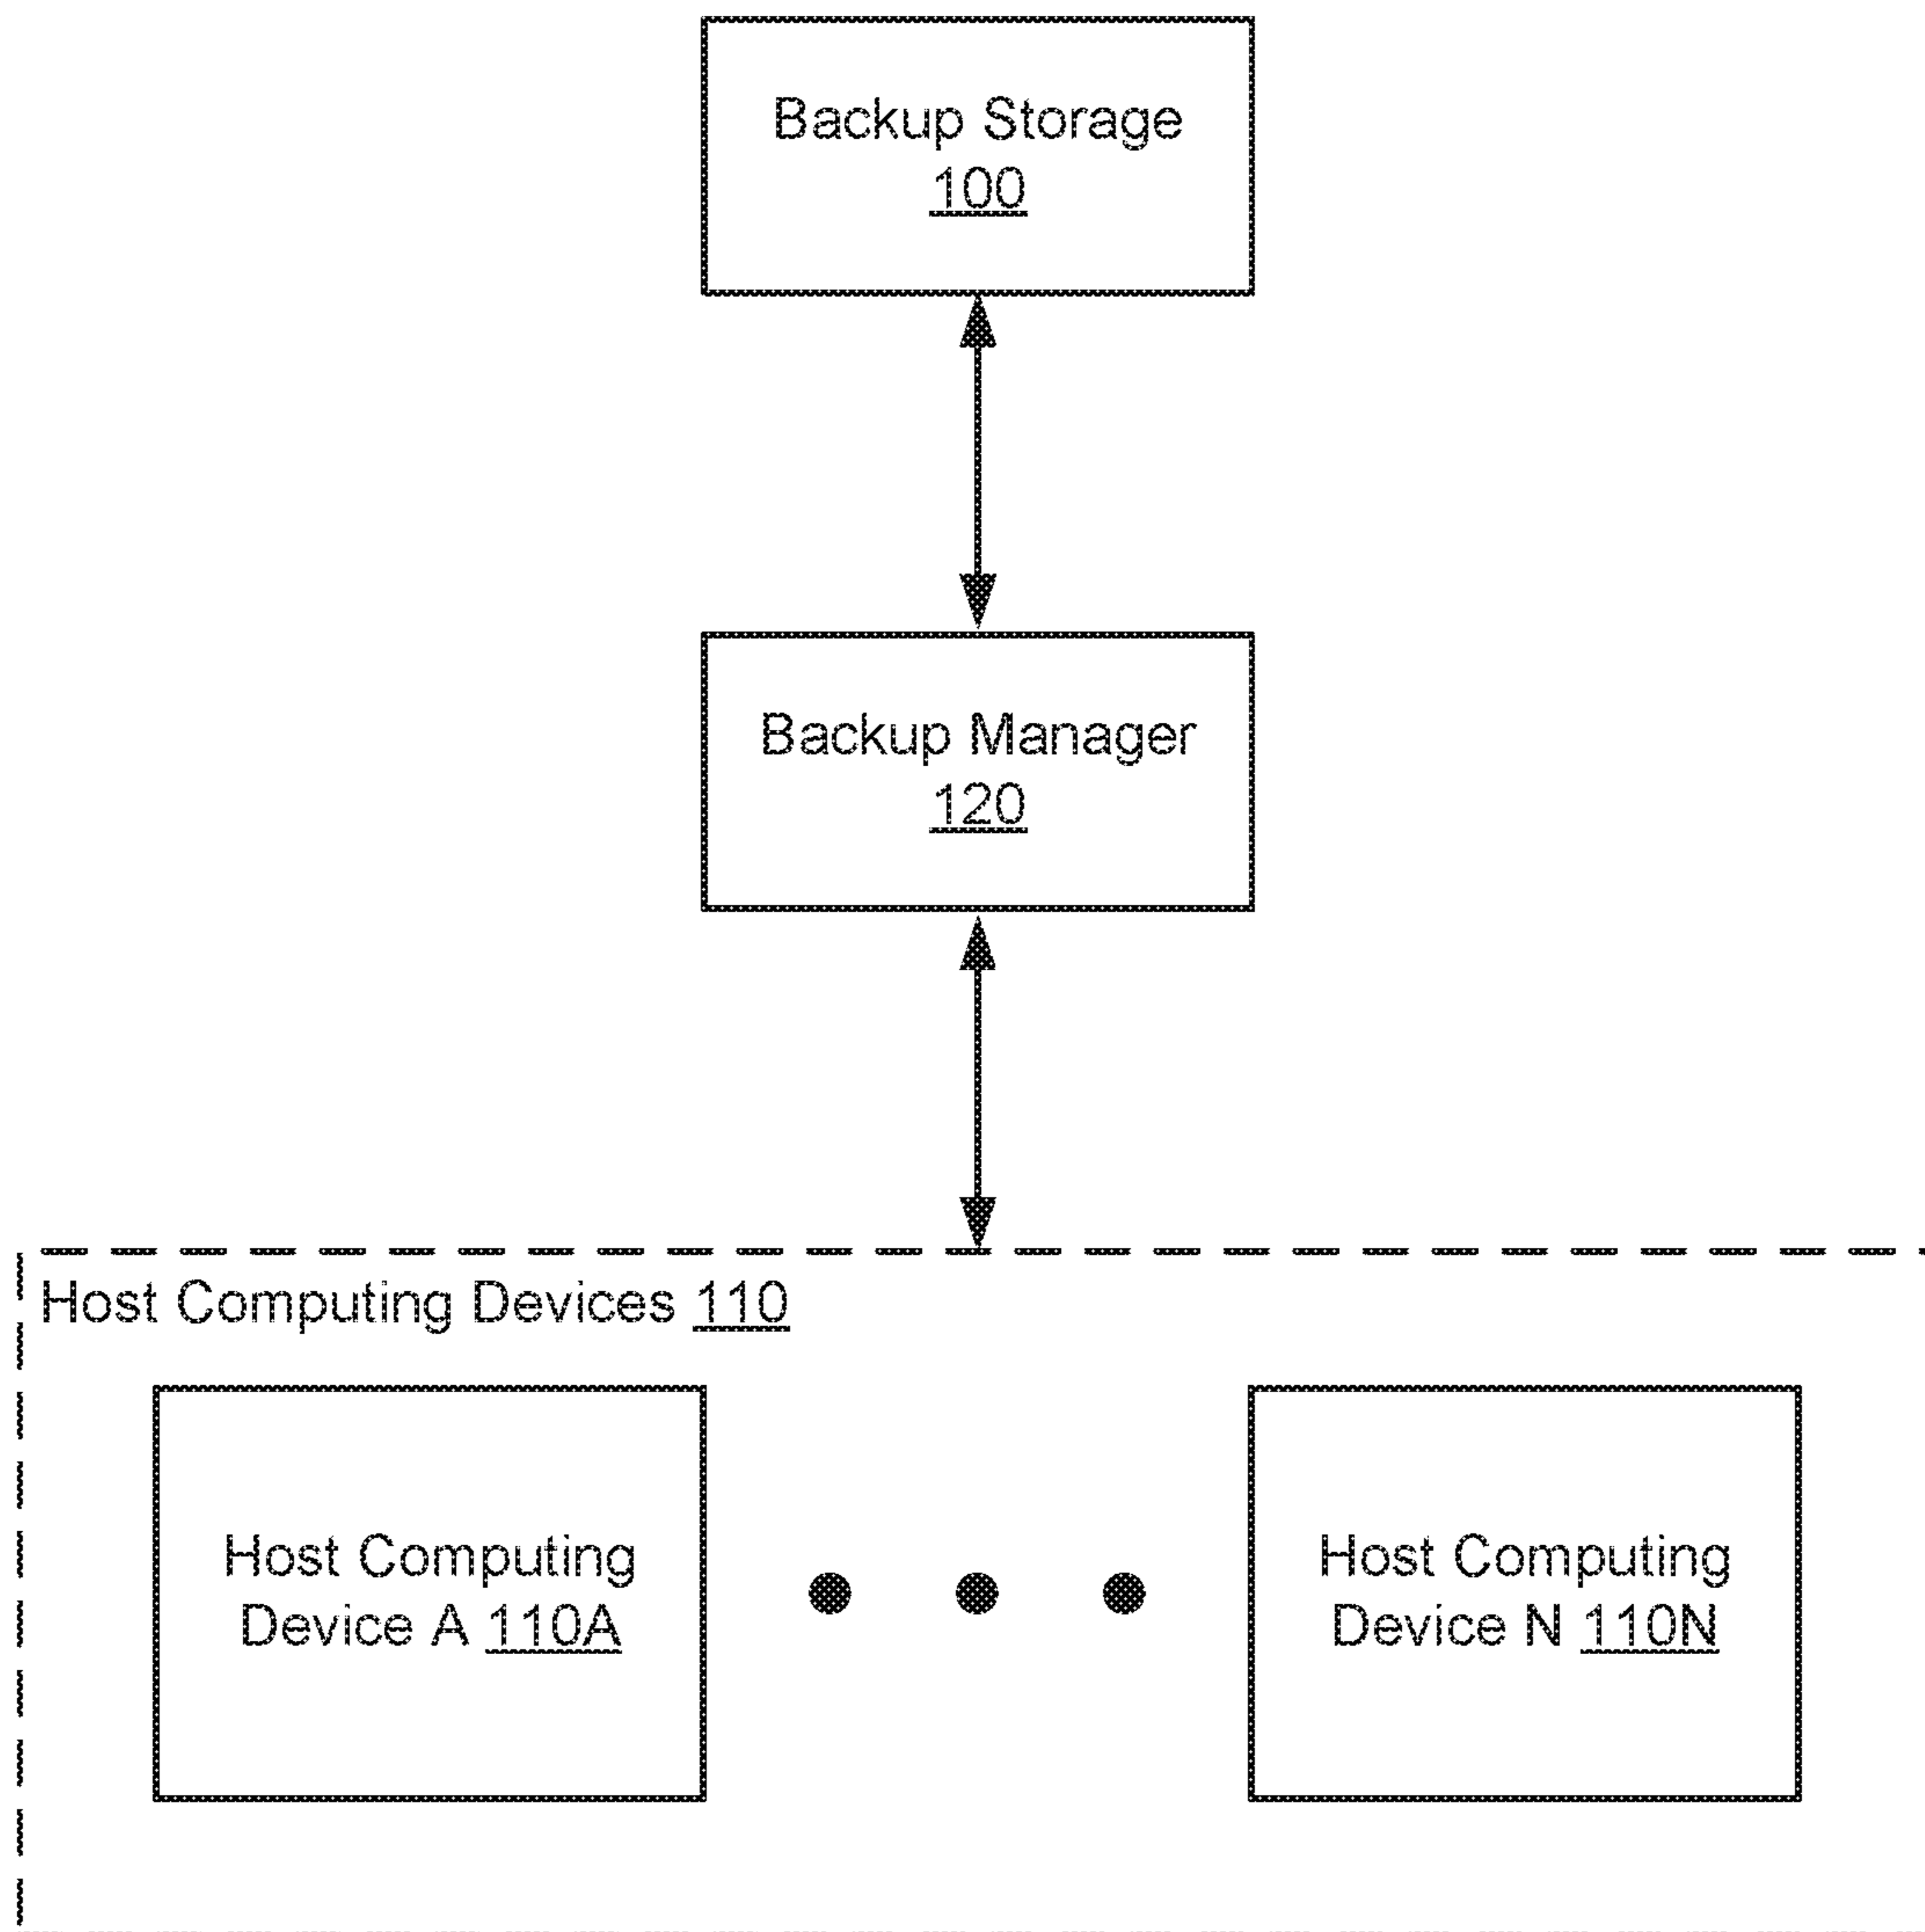 Backup Storage
100
Backup Manager
120
Host Computing Devices 110
Host Computing
Device A 110A
Host Computing
Device N 110N